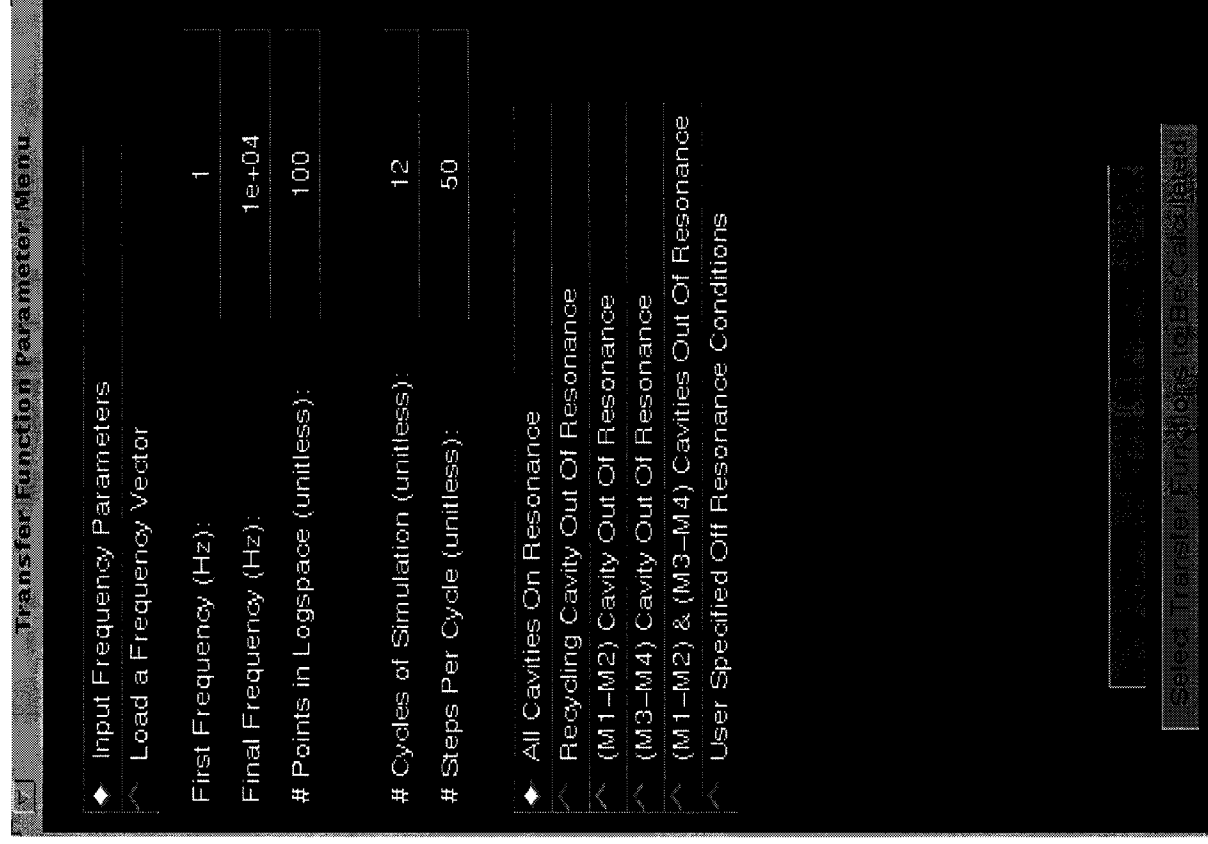 Transfer Function Parameter Menu
Input Frequency Parameters
Load a Frequency Vector
First Frequency (Hz): 1
Final Frequency (Hz): 1e+04
# Points in Logspace (unitless): 100
# Cycles of Simulation (unitless): 12
# Steps Per Cycle (unitless): 50
All Cavities On Resonance
Recycling Cavity Out Of Resonance
(M1–M2) Cavity Out Of Resonance
(M3–M4) Cavity Out Of Resonance
(M1–M2) & (M3–M4) Cavities Out Of Resonance
User Specified Off Resonance Conditions
Select Transfer Functions to Be Calculated